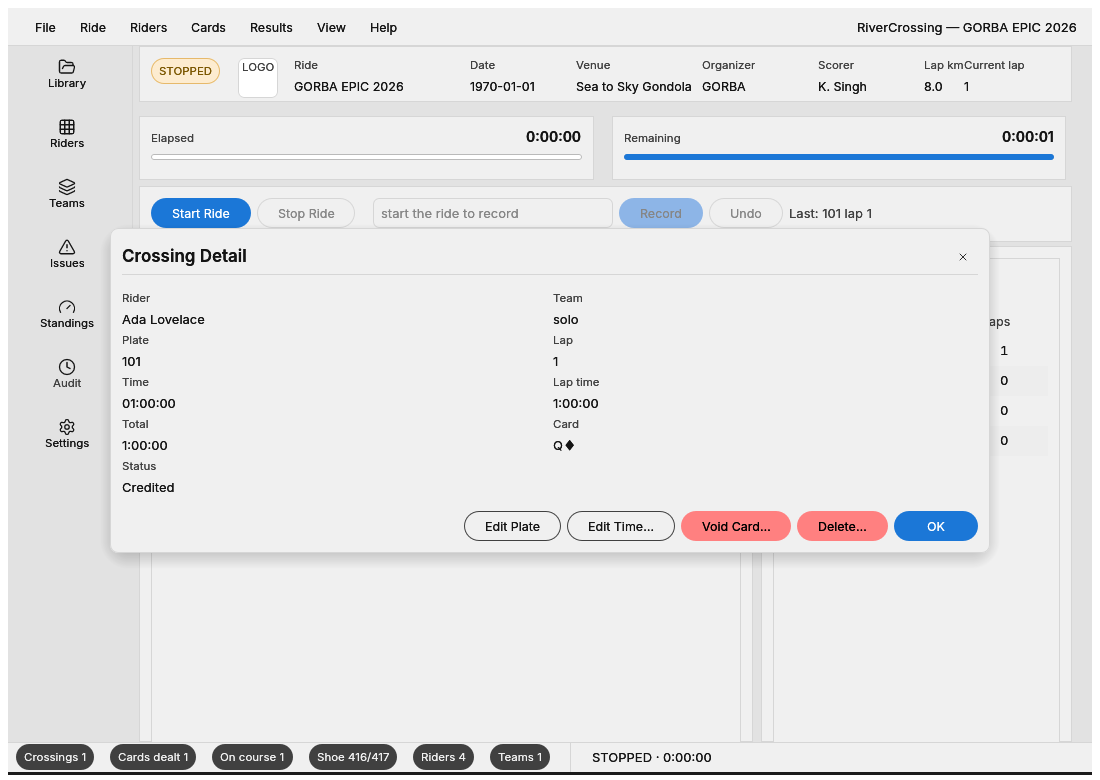 File Ride Riders Cards Results View Help RiverCrossing — GORBA EPIC 2026
Library
Riders
Teams
Issues
Standings
Audit
Settings
STOPPED LOGO Ride Date Venue Organizer Scorer Lap km Current lap
GORBA EPIC 2026 1970-01-01 Sea to Sky Gondola GORBA K. Singh 8.0 1
Elapsed 0:00:00 Remaining 0:00:01
Start Ride Stop Ride start the ride to record Record Undo Last: 101 lap 1
Crossing Detail ×
Rider Team
Ada Lovelace solo
Plate Lap
101 1
Time Lap time
01:00:00 1:00:00
Total Card
1:00:00 Q♦
Status
Credited
Edit Plate Edit Time... Void Card... Delete... OK
aps
1
0
0
0
Crossings 1 Cards dealt 1 On course 1 Shoe 416/417 Riders 4 Teams 1 STOPPED · 0:00:00